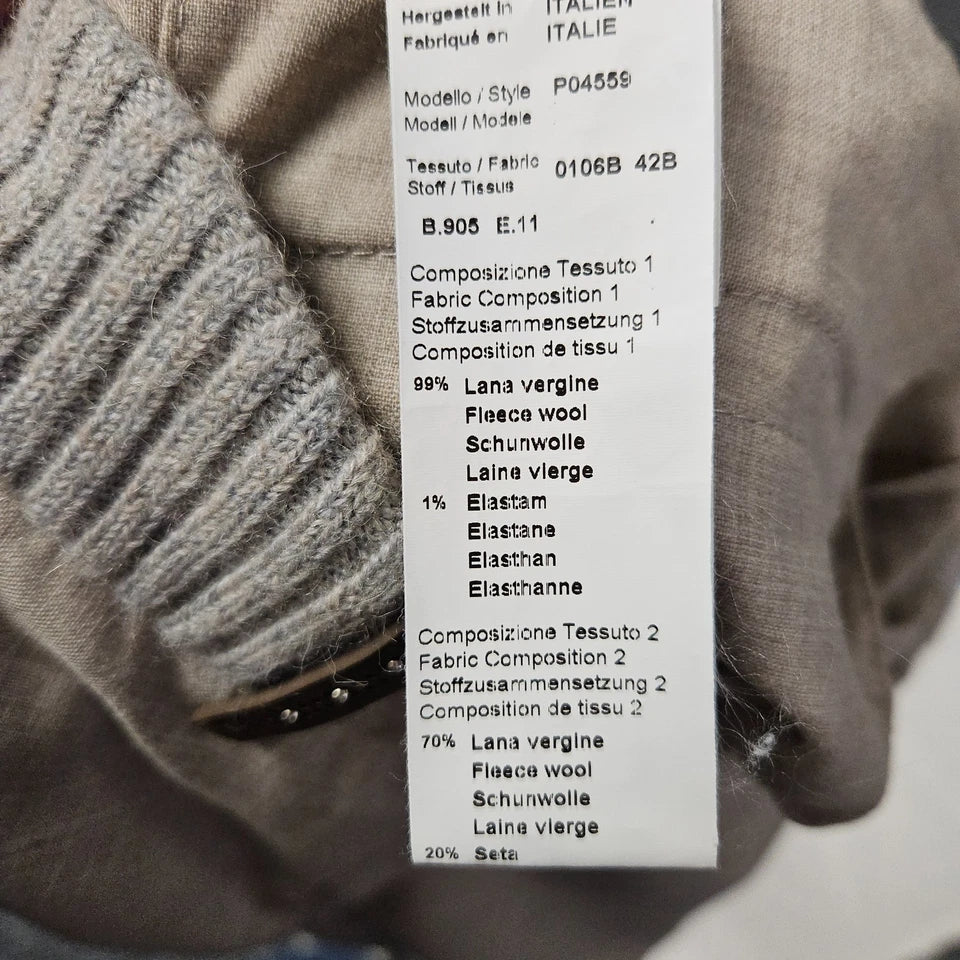 Hergestelt in ITALIEN
Fabriqué en ITALIE
Modello / Style P04559
Modell / Modele
Tessuto / Fabric 0106B 42B
Stoff / Tissus
B.905 E.11
Composizione Tessuto 1
Fabric Composition 1
Stoffzusammensetzung 1
Composition de tissu 1
99% Lana vergine
Fleece wool
Schurwolle
Laine vierge
1% Elastam
Elastane
Elasthan
Elasthanne
Composizione Tessuto 2
Fabric Composition 2
Stoffzusammensetzung 2
Composition de tissu 2
70% Lana vergine
Fleece wool
Schurwolle
Laine vierge
20% Seta